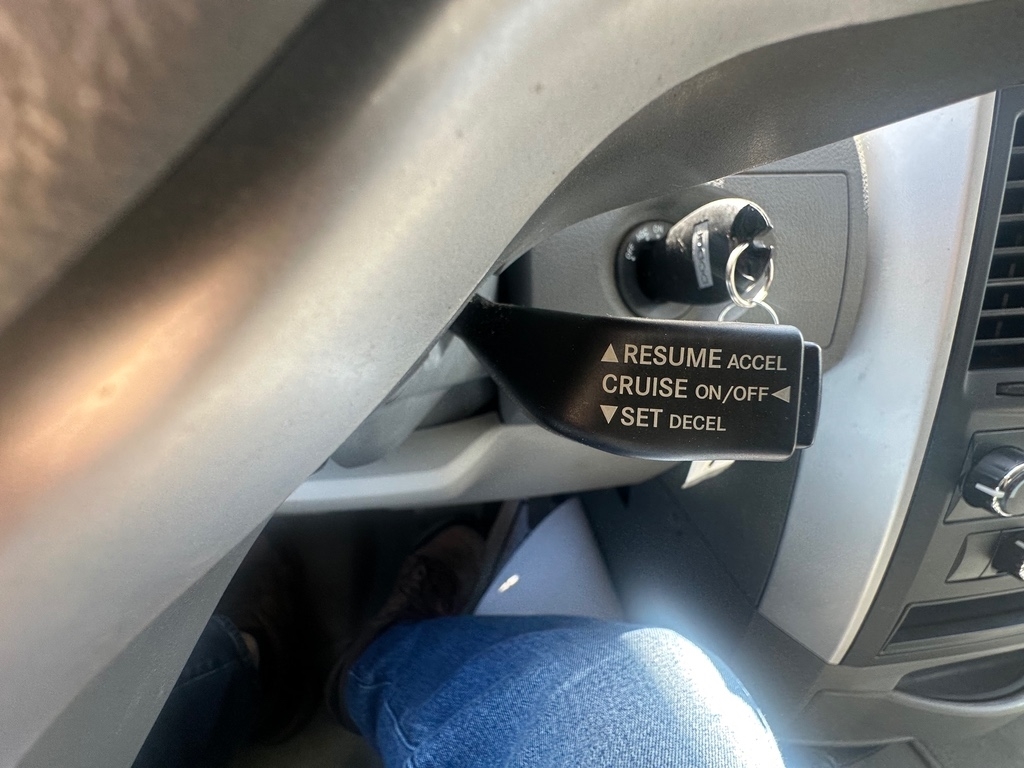 ▲RESUME ACCEL
CRUISE ON/OFF◀
▼SET DECEL